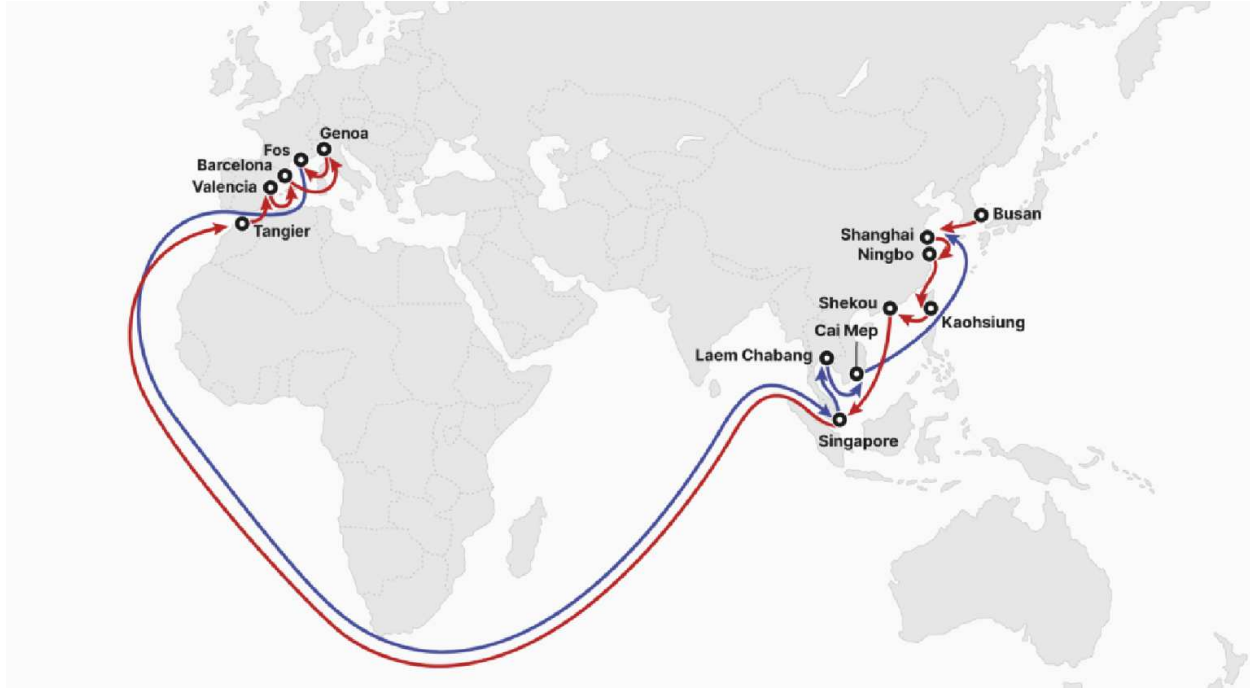 Genoa
Fos
Barcelona
Valencia
Tangier
Busan
Shanghai
Ningbo
Shekou
Kaohsiung
Cai Mep
Laem Chabang
Singapore